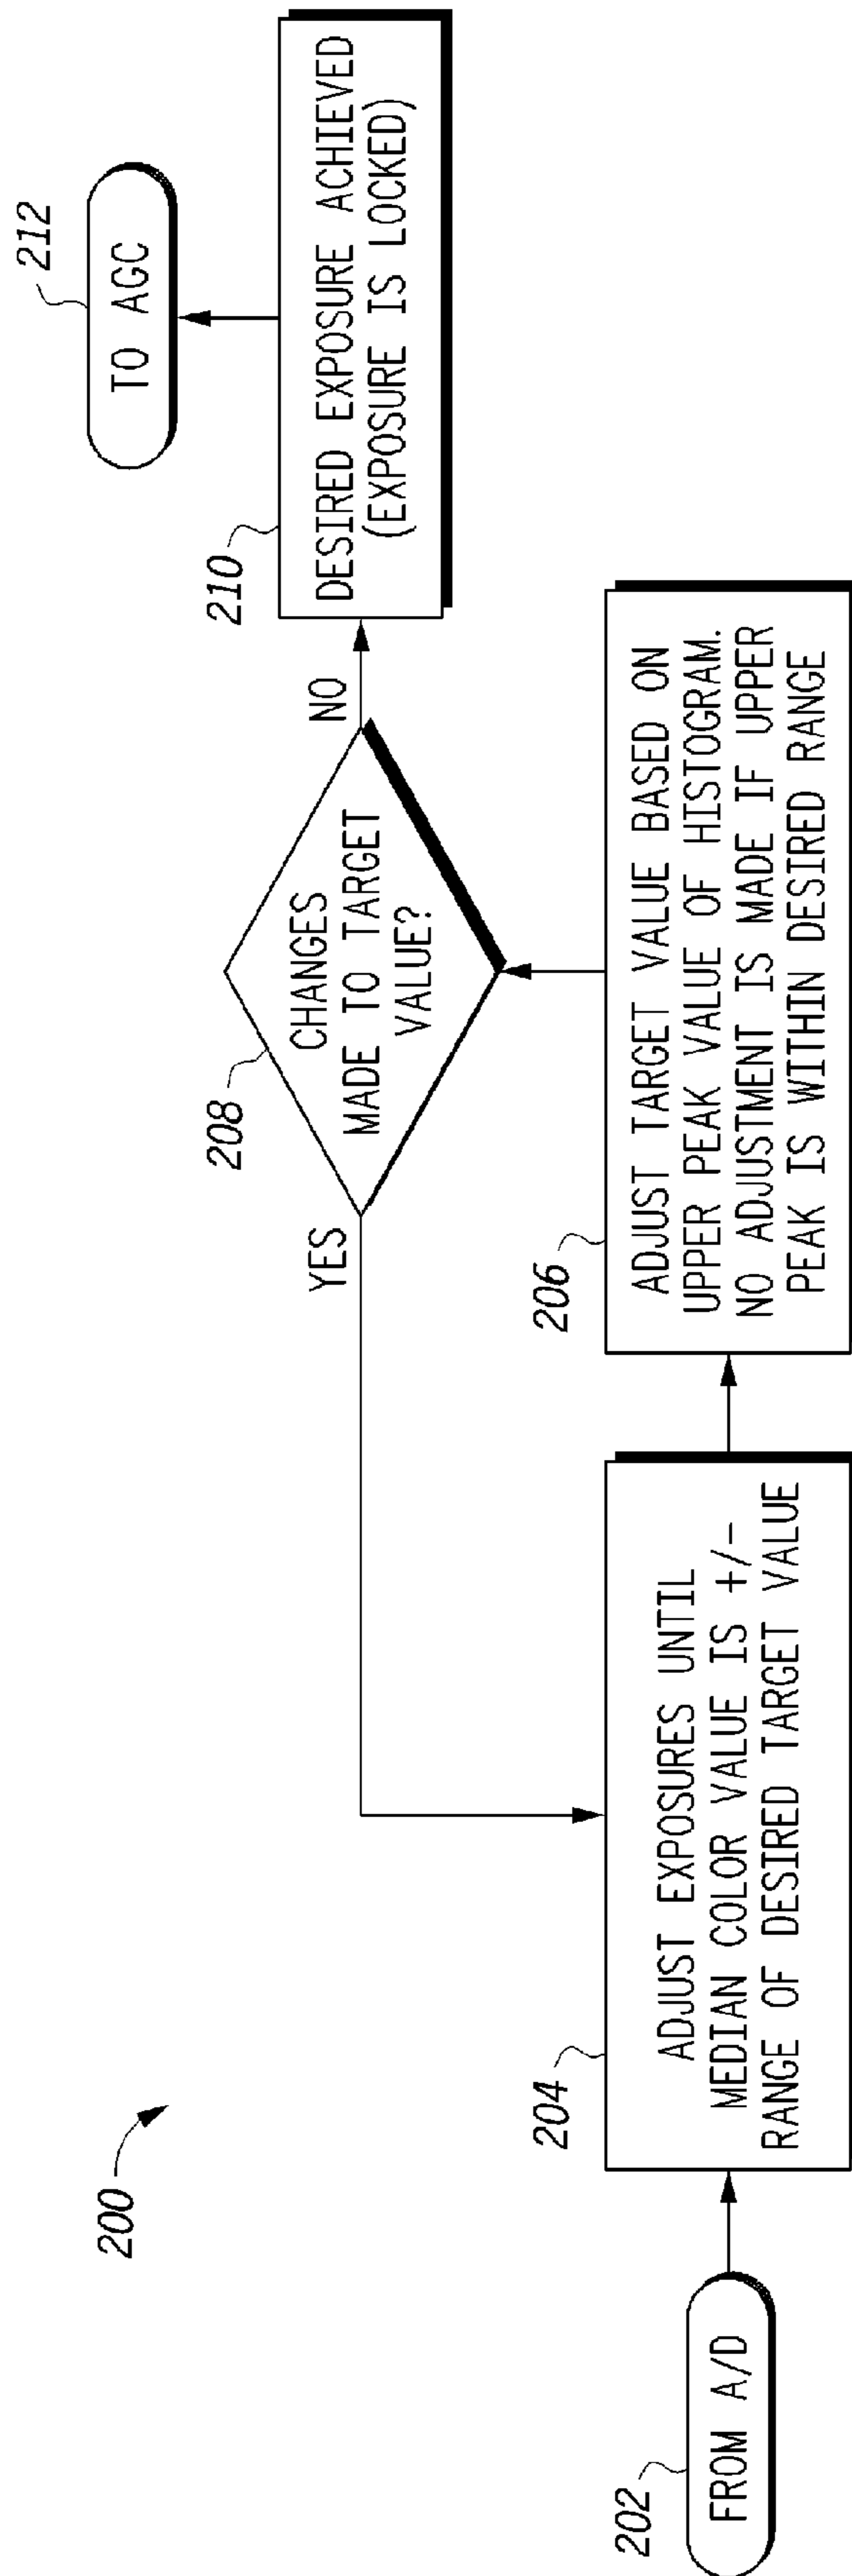 200
202
FROM A/D
204
ADJUST EXPOSURES UNTIL
MEDIAN COLOR VALUE IS +/-
RANGE OF DESIRED TARGET VALUE
206
ADJUST TARGET VALUE BASED ON
UPPER PEAK VALUE OF HISTOGRAM.
NO ADJUSTMENT IS MADE IF UPPER
PEAK IS WITHIN DESIRED RANGE
208
CHANGES
MADE TO TARGET
VALUE?
YES
NO
210
DESIRED EXPOSURE ACHIEVED
(EXPOSURE IS LOCKED)
212
TO AGC